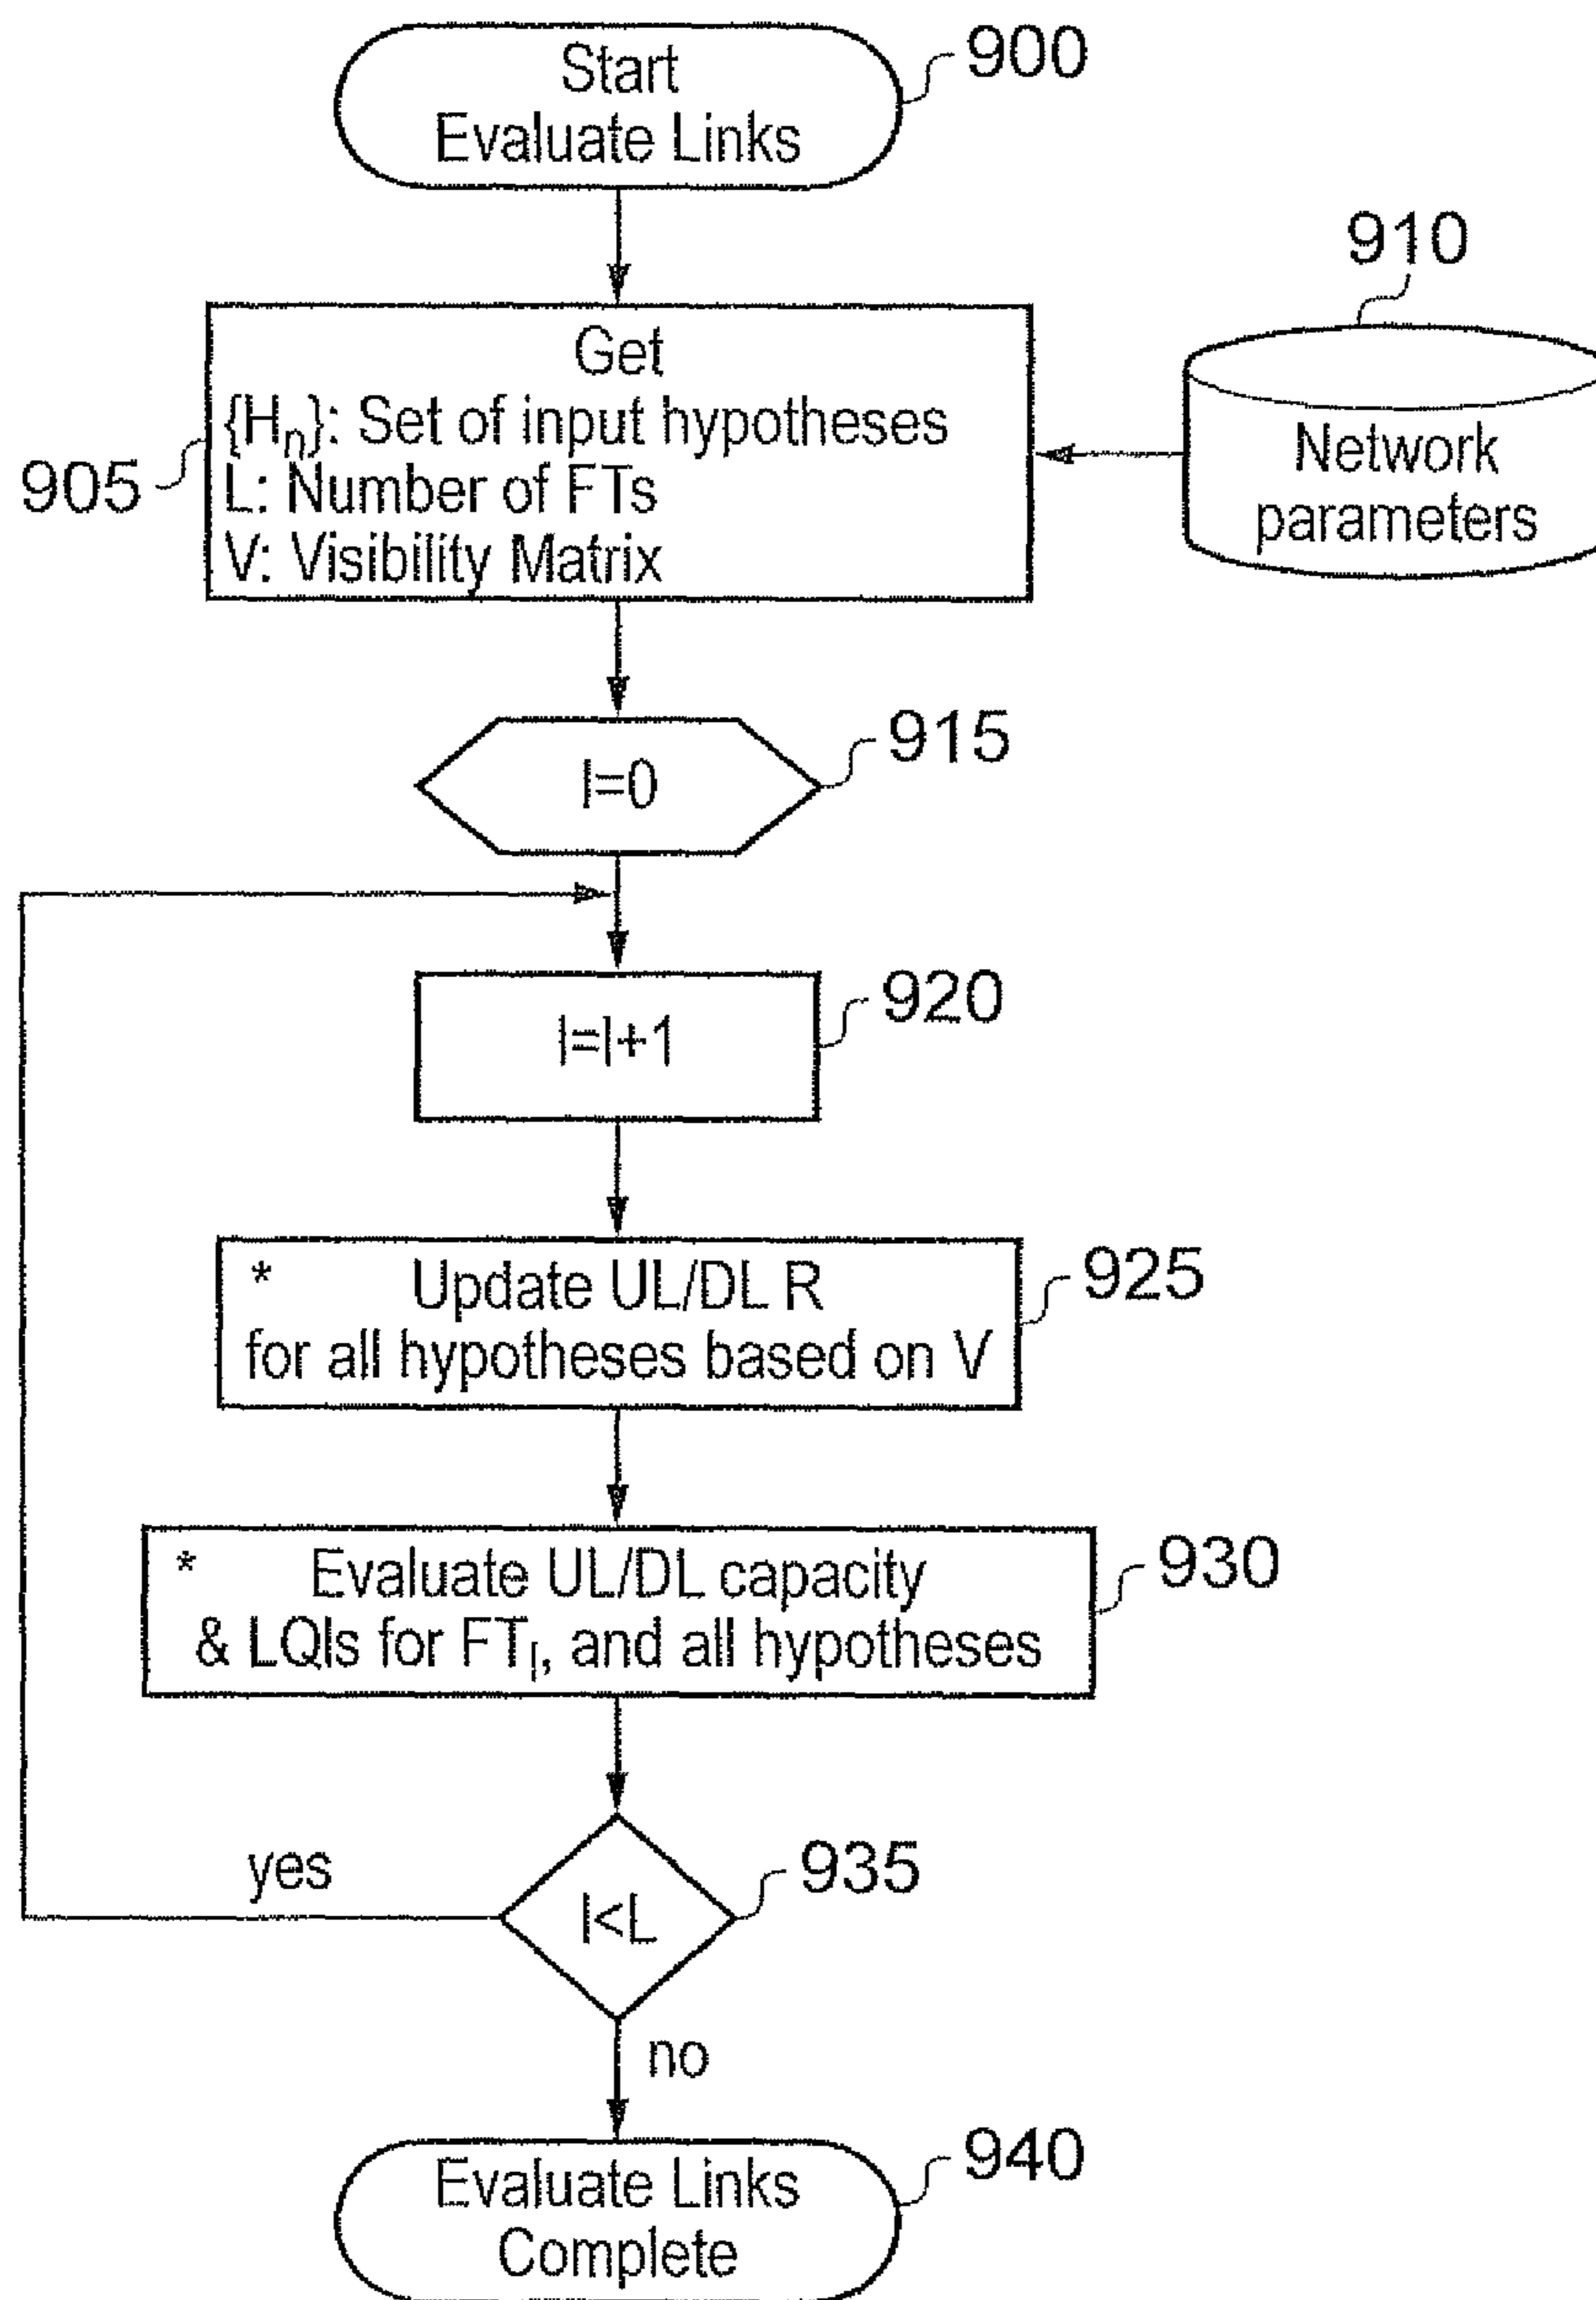 Start
Evaluate Links
900
910
Get
{Hn}: Set of input hypotheses
L: Number of FTs
V: Visibility Matrix
905
Network
parameters
l=0
915
l=l+1
920
* Update UL/DL R
for all hypotheses based on V
925
* Evaluate UL/DL capacity
& LQIs for FTl, and all hypotheses
930
l<L
935
yes
no
Evaluate Links
Complete
940